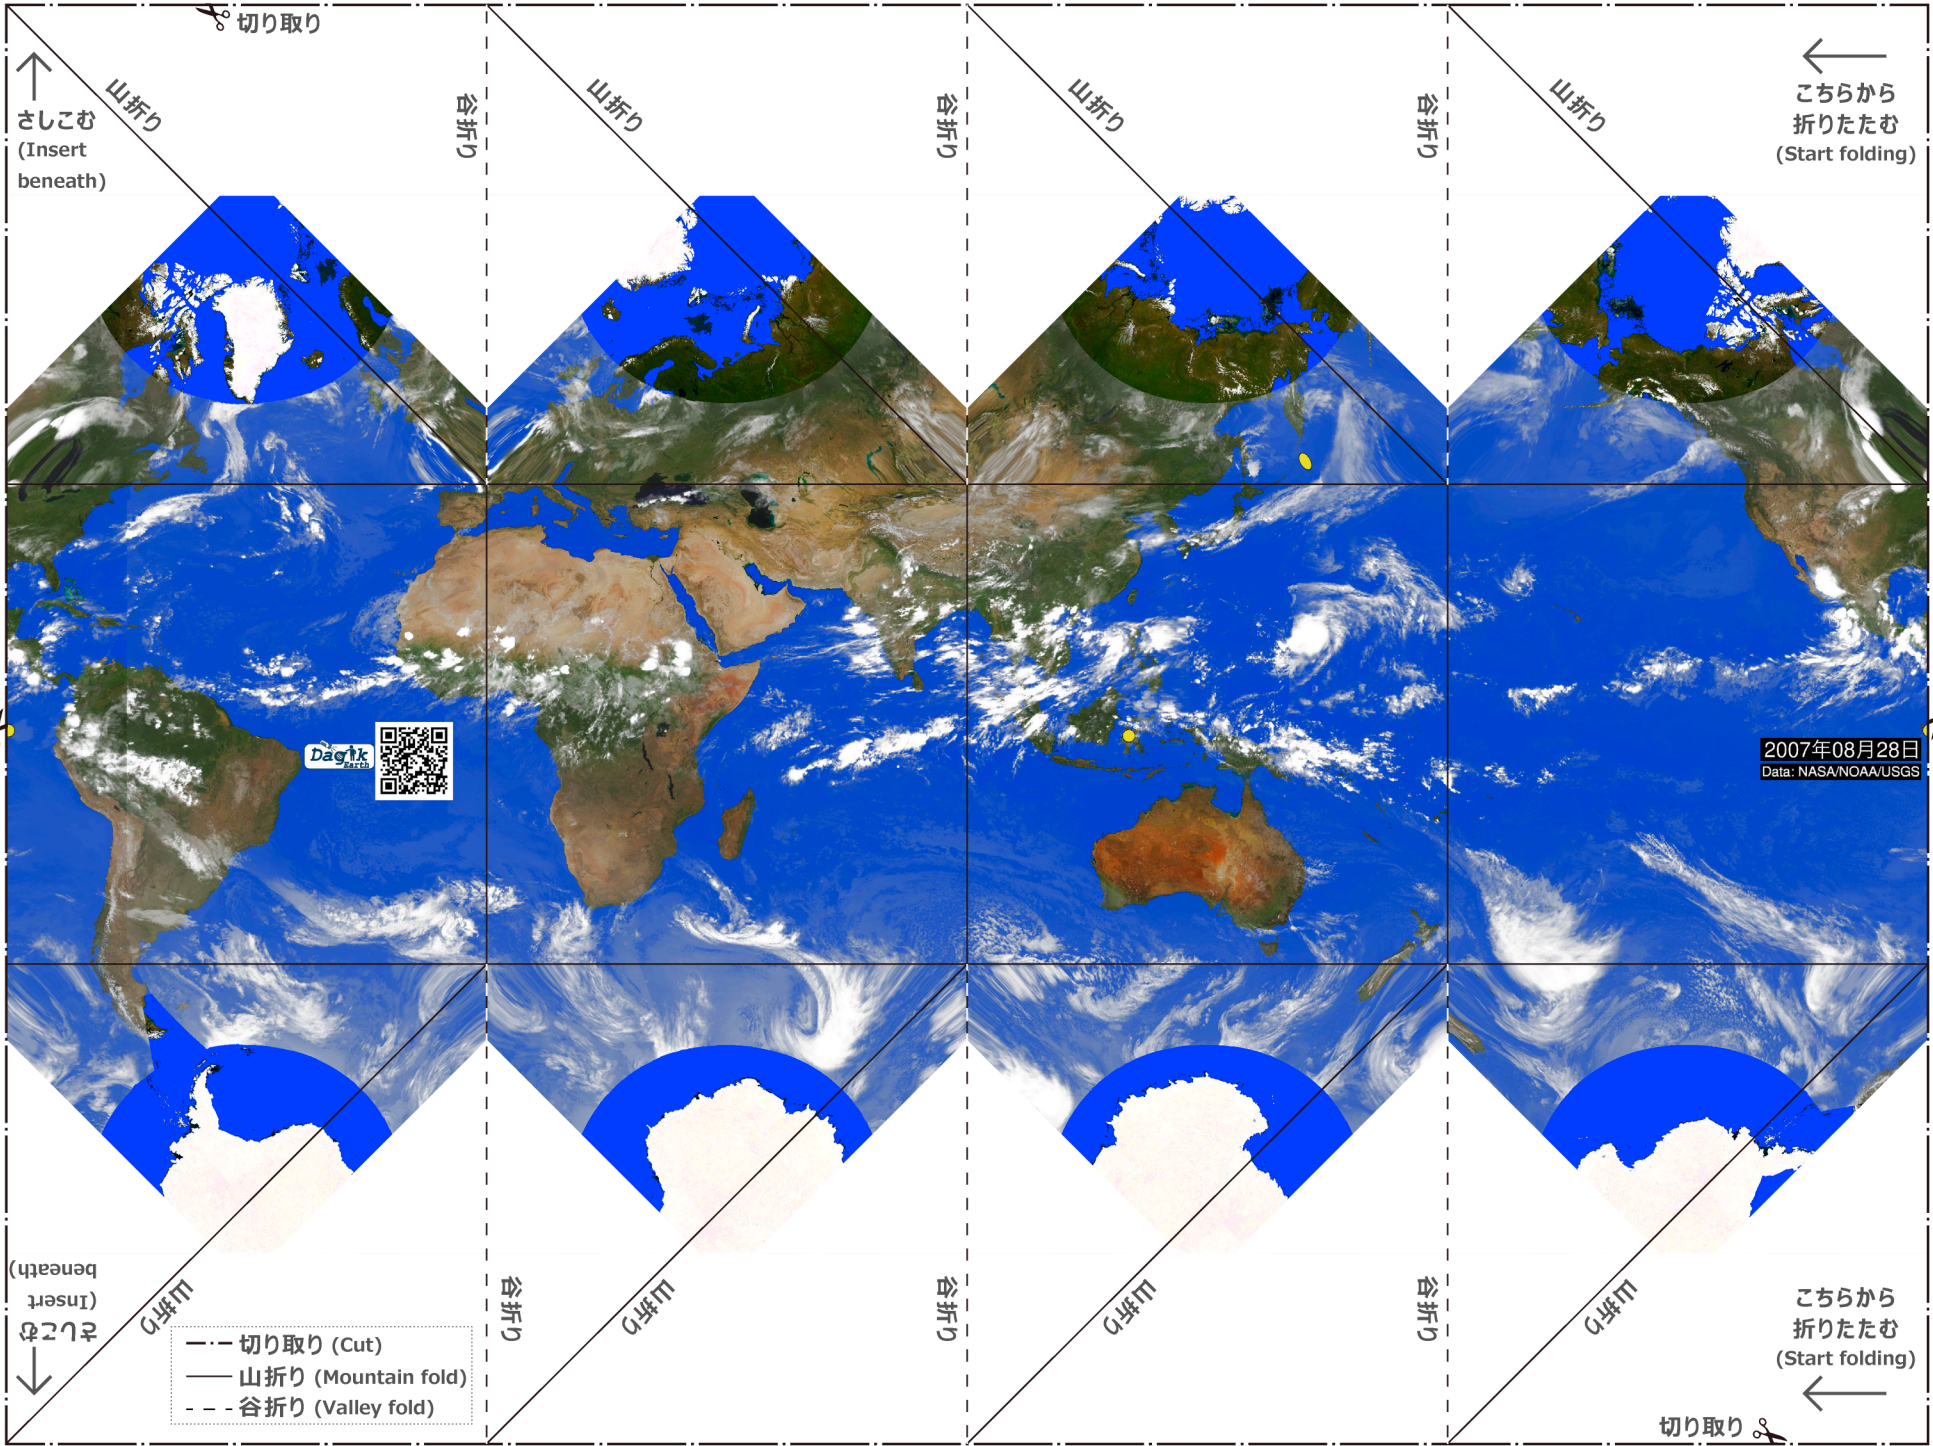 切り取り
山折り
谷折り
山折り
谷折り
山折り
谷折り
山折り
さしこむ
(Insert
beneath)
こちらから
折りたたむ
(Start folding)
Dagik
Earth
2007年08月28日
Data: NASA/NOAA/USGS
さしこむ
(Insert
beneath)
山折り
谷折り
山折り
谷折り
山折り
谷折り
山折り
切り取り (Cut)
山折り (Mountain fold)
谷折り (Valley fold)
こちらから
折りたたむ
(Start folding)
切り取り